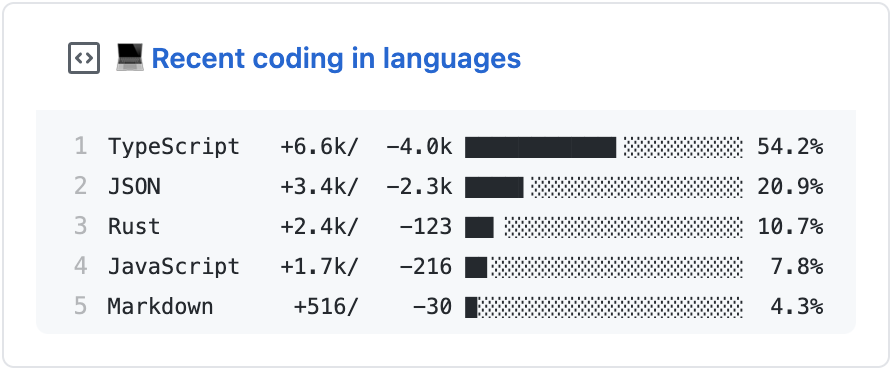 💻 Recent coding in languages
1 TypeScript +6.6k/ -4.0k 54.2%
2 JSON +3.4k/ -2.3k 20.9%
3 Rust +2.4k/ -123 10.7%
4 JavaScript +1.7k/ -216 7.8%
5 Markdown +516/ -30 4.3%